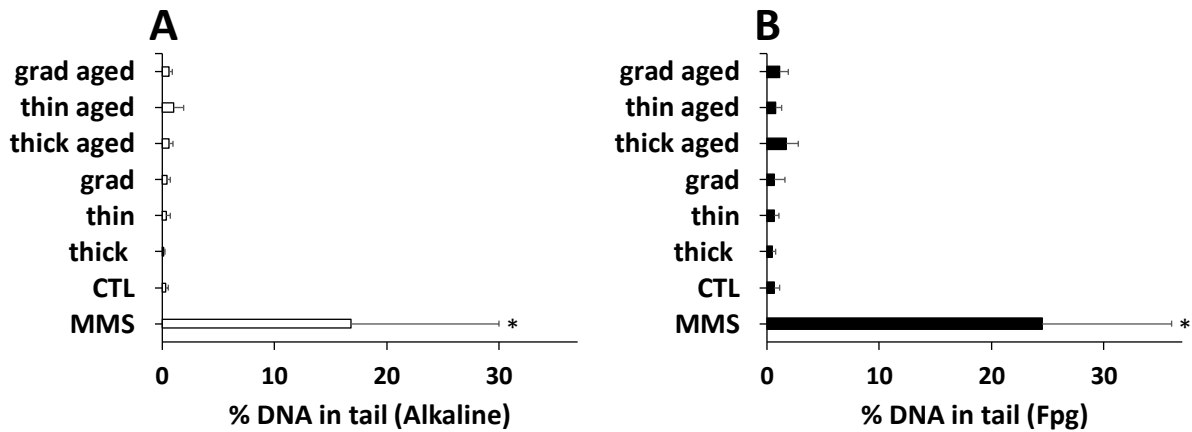 A
grad aged
thin aged
thick aged
grad
thin
thick
CTL
MMS
*
0 10 20 30
% DNA in tail (Alkaline)
B
grad aged
thin aged
thick aged
grad
thin
thick
CTL
MMS
*
0 10 20 30
% DNA in tail (Fpg)